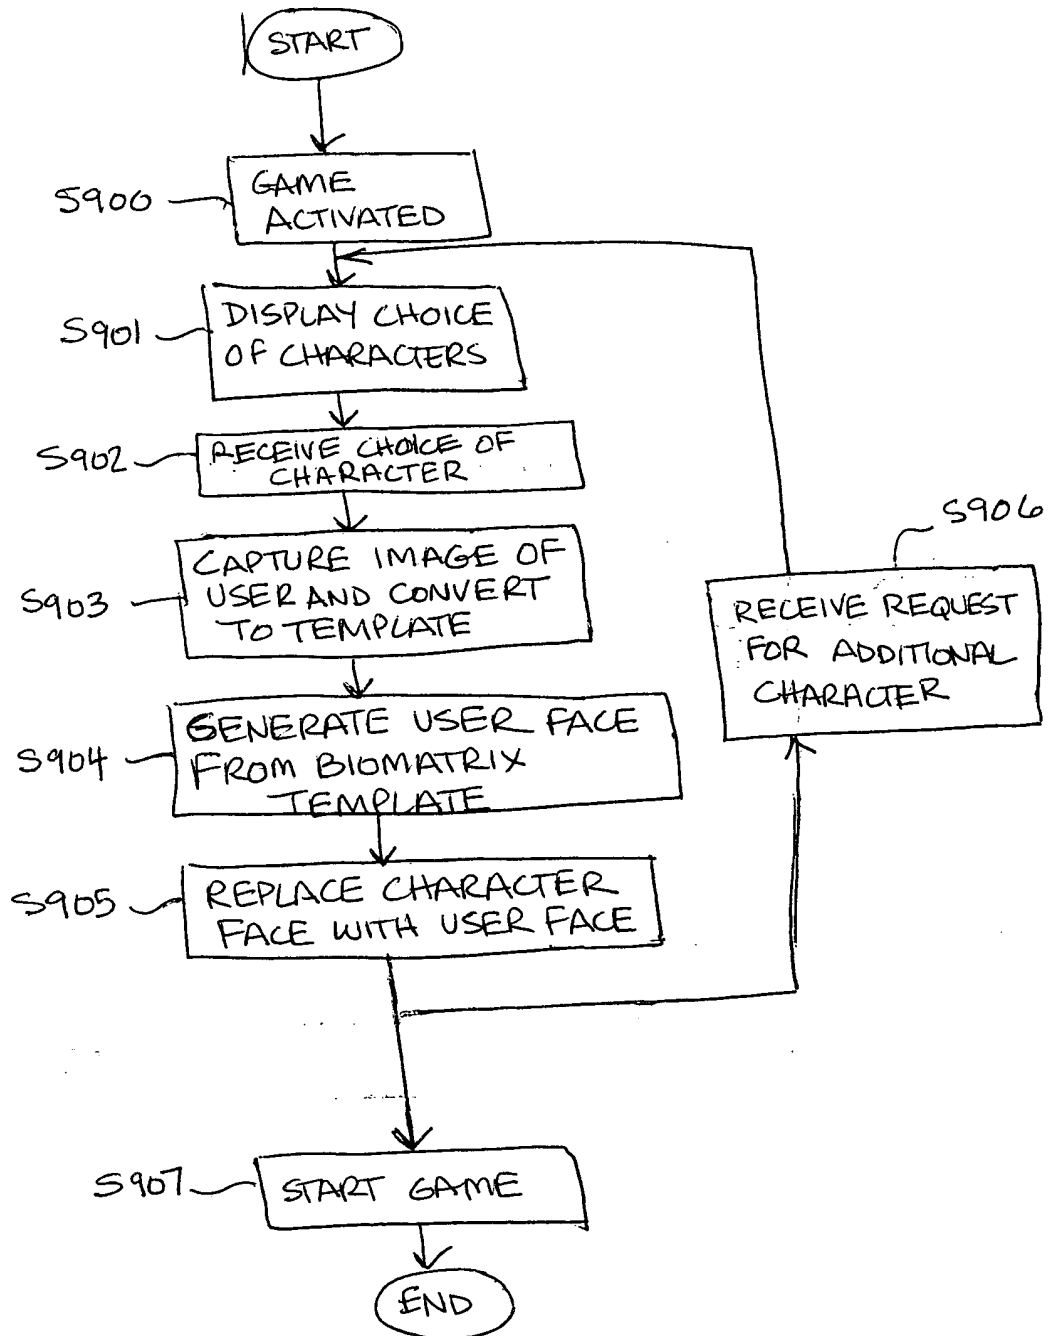 START
S900
GAME
ACTIVATED
S901
DISPLAY CHOICE
OF CHARACTERS
S902
RECEIVE CHOICE OF
CHARACTER
S903
CAPTURE IMAGE OF
USER AND CONVERT
TO TEMPLATE
S904
GENERATE USER FACE
FROM BIOMATRIX
TEMPLATE
S905
REPLACE CHARACTER
FACE WITH USER FACE
S906
RECEIVE REQUEST
FOR ADDITIONAL
CHARACTER
S907
START GAME
END